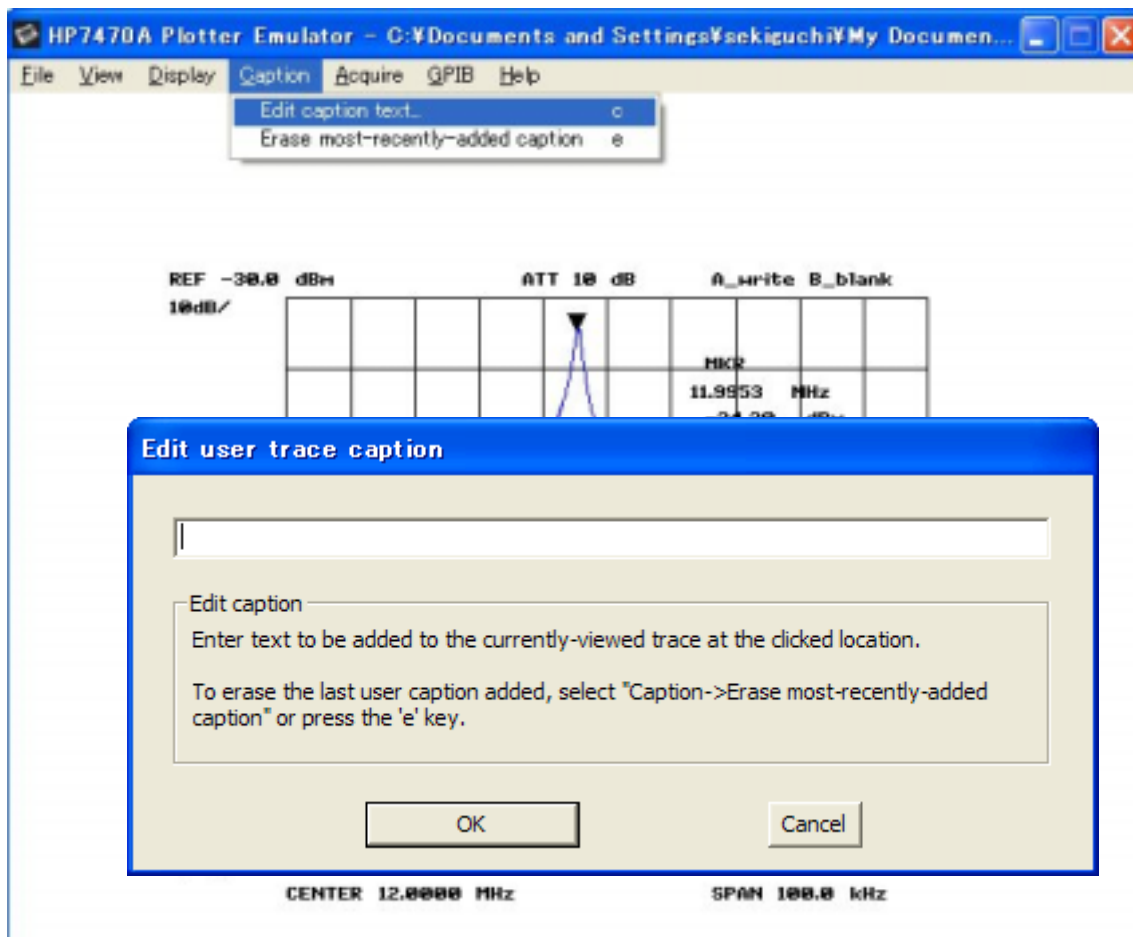 HP7470A Plotter Emulator - C:¥Documents and Settings¥sekiguchi¥My Documen...
File View Display Caption Acquire GPIB Help
Edit caption text... c
Erase most-recently-added caption e
REF -30.0 dBm ATT 10 dB A_write B_blank
10dB/
MKR
11.9953 MHz
Edit user trace caption
Edit caption
Enter text to be added to the currently-viewed trace at the clicked location.
To erase the last user caption added, select "Caption->Erase most-recently-added
caption" or press the 'e' key.
OK Cancel
CENTER 12.0000 MHz SPAN 100.0 kHz